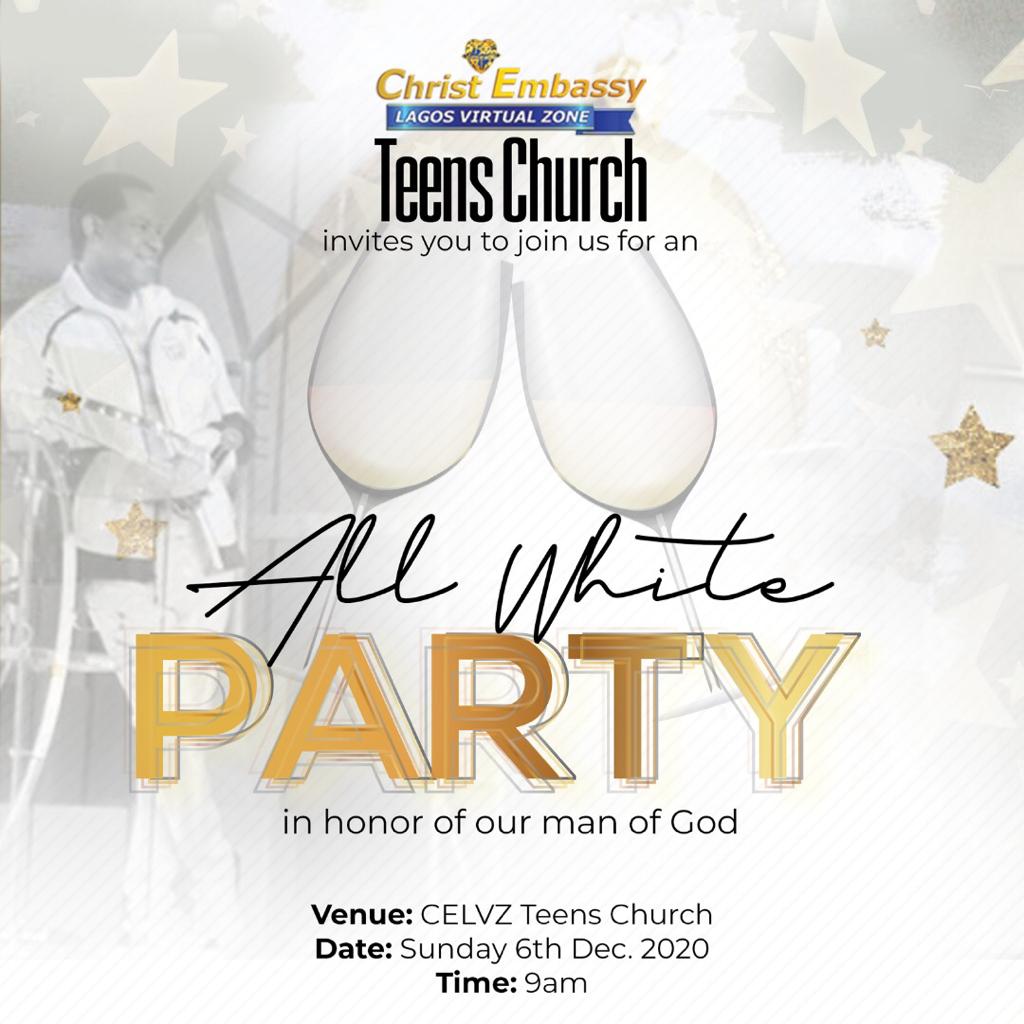 Christ Embassy
LAGOS VIRTUAL ZONE
Teens Church
invites you to join us for an
All White
PARTY
in honor of our man of God
Venue: CELVZ Teens Church
Date: Sunday 6th Dec. 2020
Time: 9am